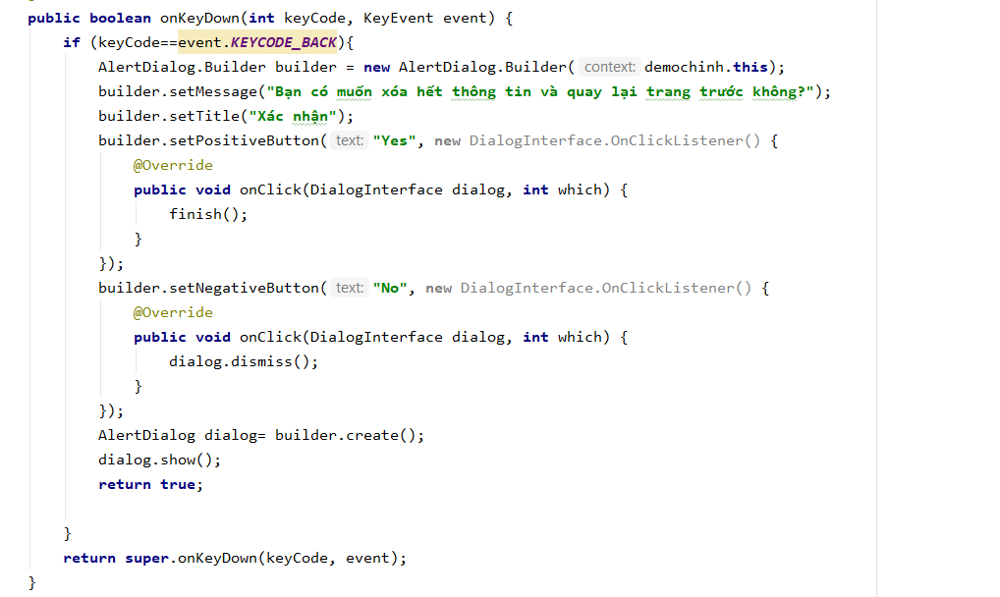 public boolean onKeyDown(int keyCode, KeyEvent event) {
if (keyCode==event.KEYCODE_BACK){
AlertDialog.Builder builder = new AlertDialog.Builder( context: demochinh.this);
builder.setMessage("Bạn có muốn xóa hết thông tin và quay lại trang trước không?");
builder.setTitle("Xác nhận");
builder.setPositiveButton( text: "Yes", new DialogInterface.OnClickListener() {
@Override
public void onClick(DialogInterface dialog, int which) {
finish();
}
});
builder.setNegativeButton( text: "No", new DialogInterface.OnClickListener() {
@Override
public void onClick(DialogInterface dialog, int which) {
dialog.dismiss();
}
});
AlertDialog dialog= builder.create();
dialog.show();
return true;
}
return super.onKeyDown(keyCode, event);
}